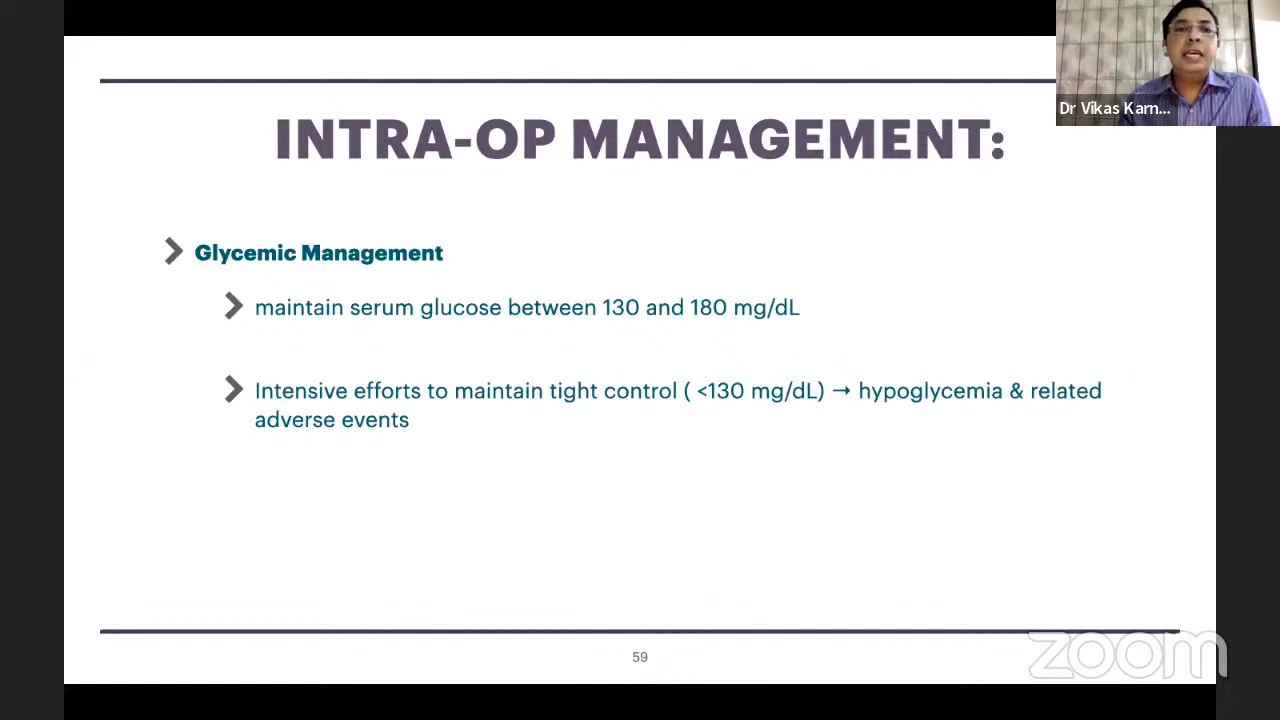 Dr Vikas Karn...
INTRA-OP MANAGEMENT:
Glycemic Management
maintain serum glucose between 130 and 180 mg/dL
Intensive efforts to maintain tight control ( <130 mg/dL) → hypoglycemia & related
adverse events
59
zoom